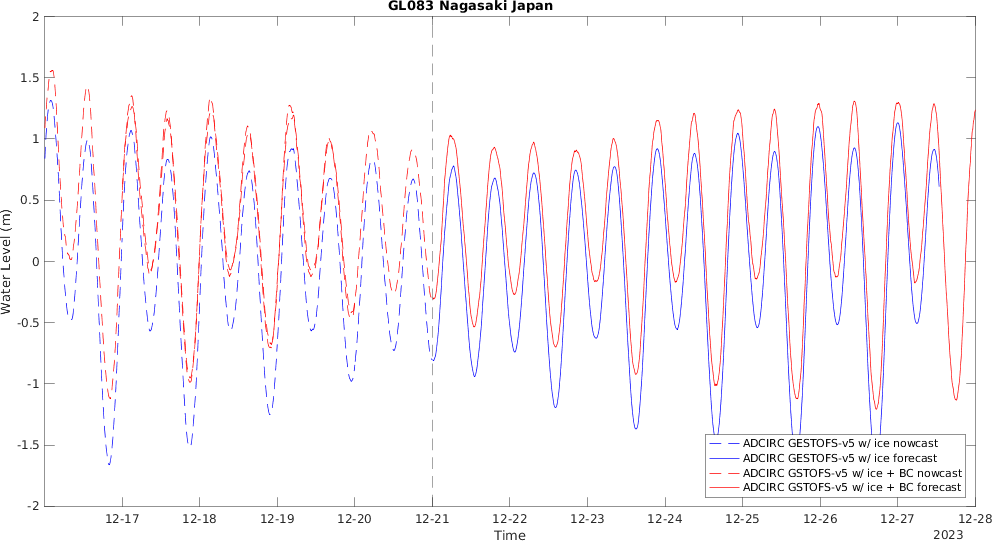 GL083 Nagasaki Japan
2
1.5
1
0.5
0
-0.5
-1
-1.5
-2
Water Level (m)
ADCIRC GESTOFS-v5 w/ ice nowcast
ADCIRC GESTOFS-v5 w/ ice forecast
ADCIRC GSTOFS-v5 w/ ice + BC nowcast
ADCIRC GSTOFS-v5 w/ ice + BC forecast
12-17 12-18 12-19 12-20 12-21 12-22 12-23 12-24 12-25 12-26 12-27 12-28
Time
2023